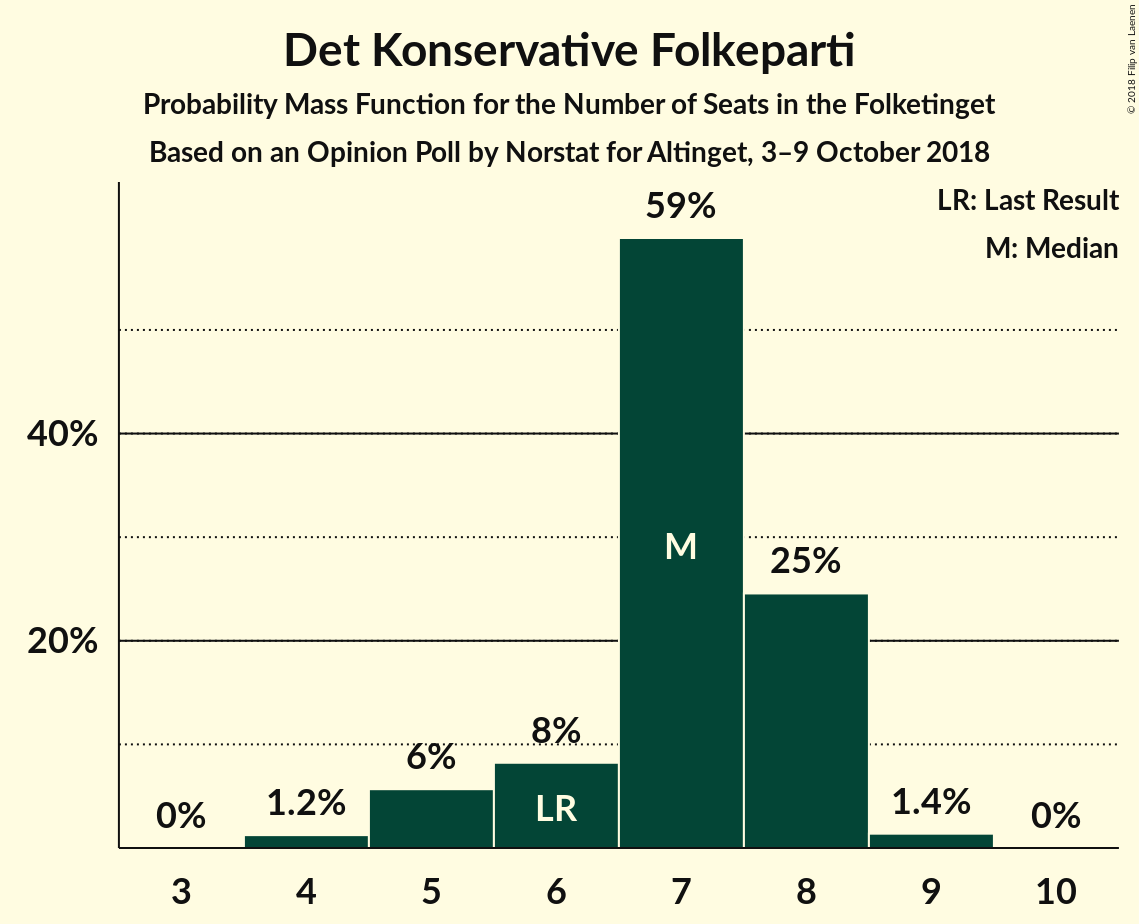 Det Konservative Folkeparti
Probability Mass Function for the Number of Seats in the Folketinget
Based on an Opinion Poll by Norstat for Altinget, 3–9 October 2018
© 2018 Filip van Laenen
LR: Last Result
M: Median
59%
40%
M
25%
20%
8%
6%
LR
1.2%
1.4%
0%
0%
3 4 5 6 7 8 9 10